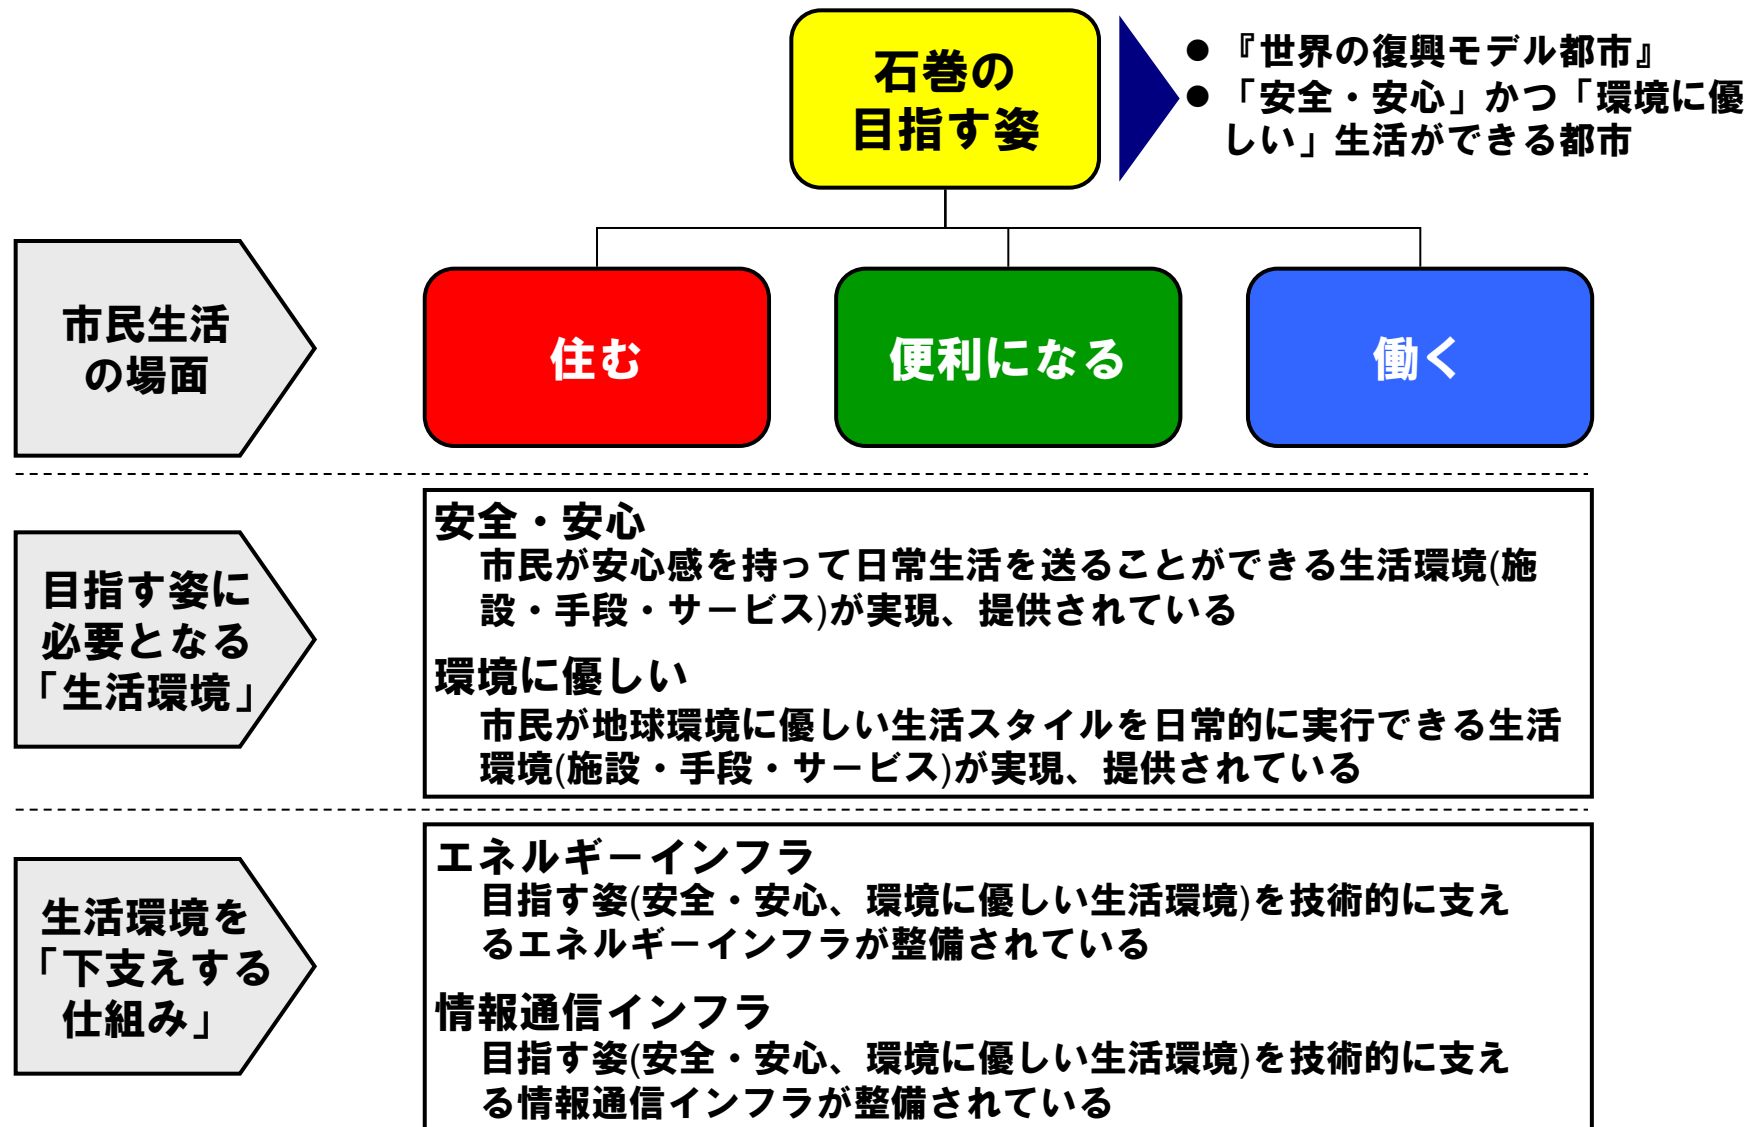 石巻の
目指す姿
● 『世界の復興モデル都市』
● 「安全・安心」かつ「環境に優
しい」生活ができる都市
市民生活
の場面
住む
便利になる
働く
目指す姿に
必要となる
「生活環境」
安全・安心
市民が安心感を持って日常生活を送ることができる生活環境(施
設・手段・サービス)が実現、提供されている
環境に優しい
市民が地球環境に優しい生活スタイルを日常的に実行できる生活
環境(施設・手段・サービス)が実現、提供されている
生活環境を
「下支えする
仕組み」
エネルギーインフラ
目指す姿(安全・安心、環境に優しい生活環境)を技術的に支え
るエネルギーインフラが整備されている
情報通信インフラ
目指す姿(安全・安心、環境に優しい生活環境)を技術的に支え
る情報通信インフラが整備されている